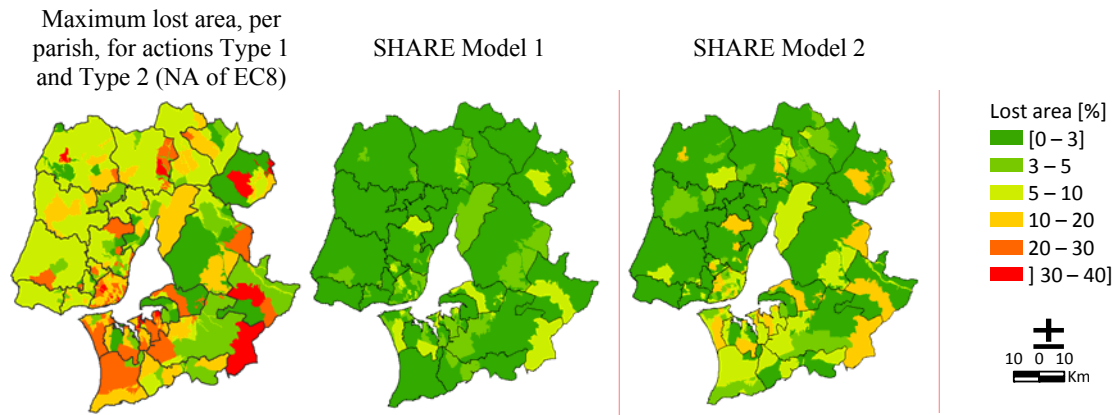 Maximum lost area, per
parish, for actions Type 1
and Type 2 (NA of EC8)
SHARE Model 1
SHARE Model 2
Lost area [%]
[0 – 3]
3 – 5
5 – 10
10 – 20
20 – 30
] 30 – 40]
10 0 10
Km